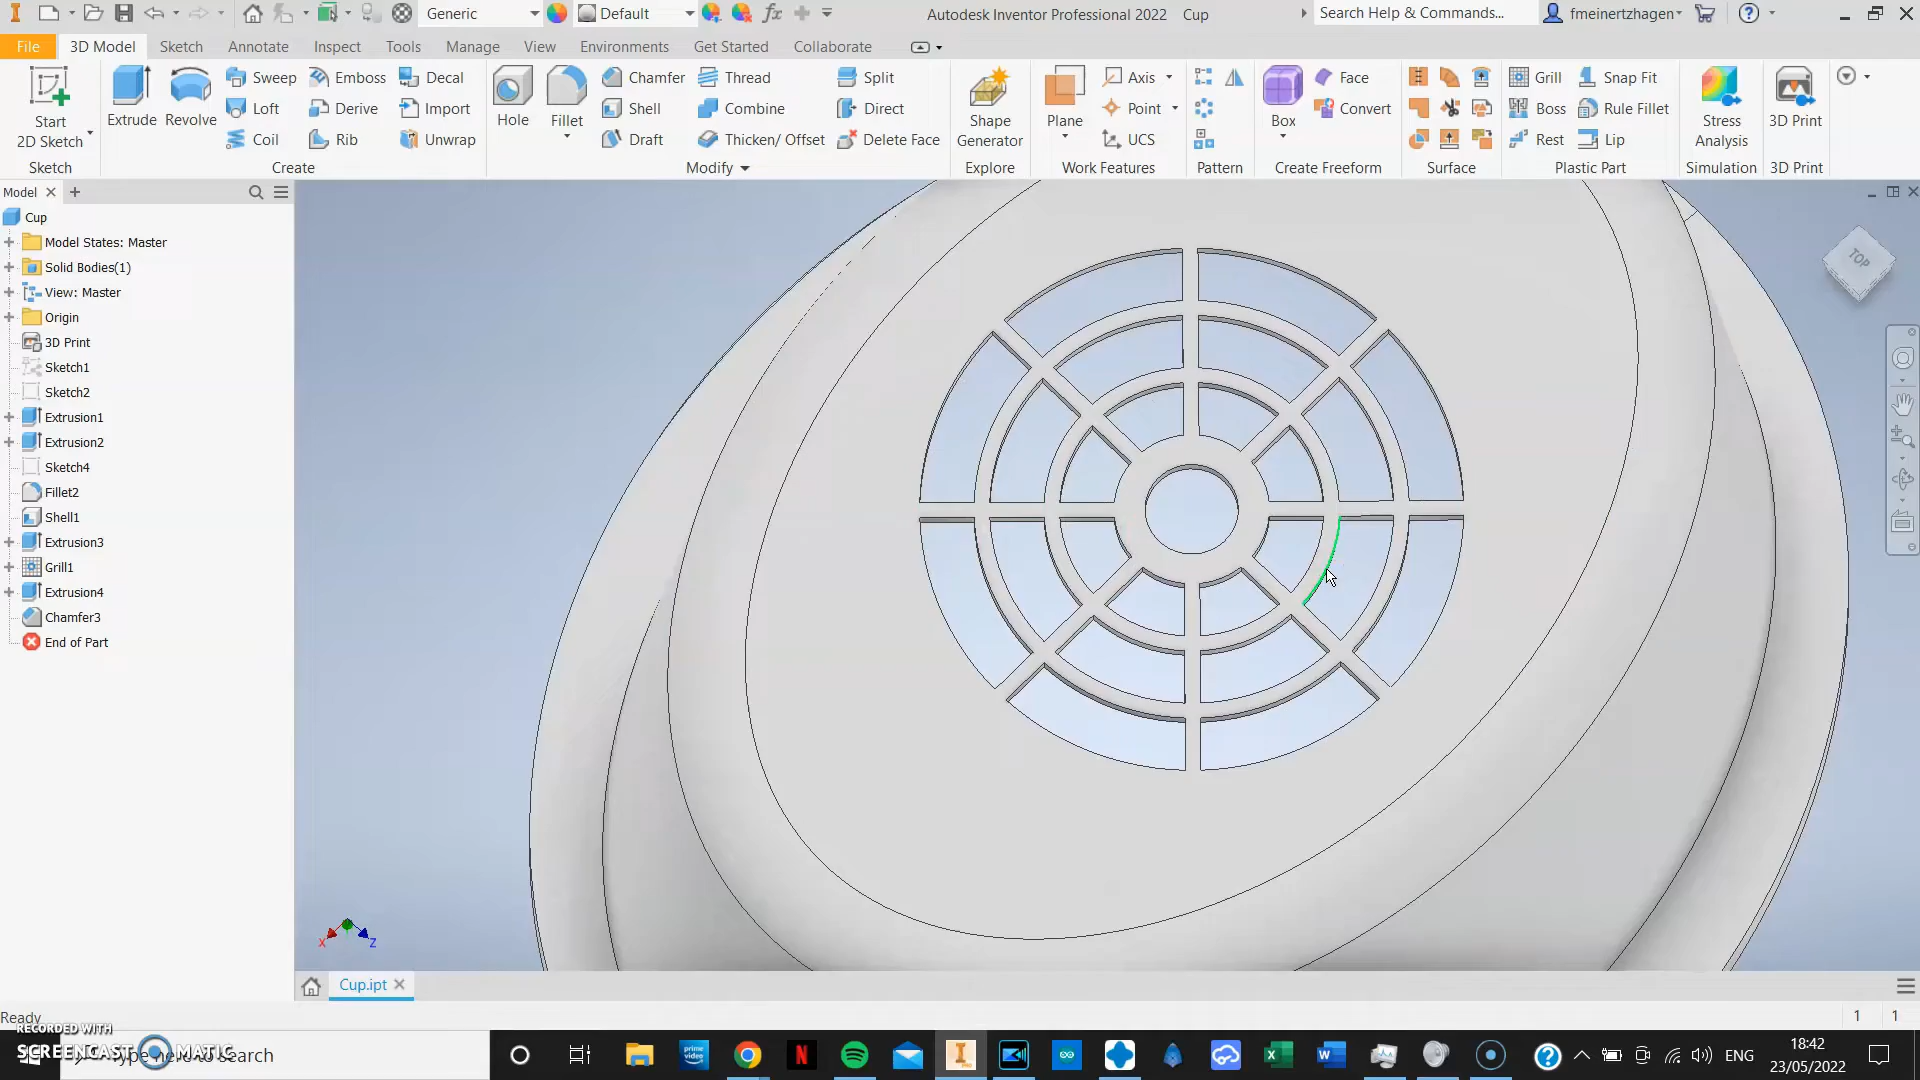 Generic
Default
Autodesk Inventor Professional 2022 Cup
Search Help & Commands...
fmeinertzhagen
File 3D Model Sketch Annotate Inspect Tools Manage View Environments Get Started Collaborate
Start
2D Sketch
Sketch
Extrude
Revolve
Sweep
Loft
Coil
Emboss
Derive
Rib
Decal
Import
Unwrap
Create
Hole
Fillet
Chamfer
Shell
Draft
Thread
Combine
Thicken/ Offset
Split
Direct
Delete Face
Modify
Shape
Generator
Explore
Plane
Axis
Point
UCS
Work Features
Pattern
Box
Face
Convert
Create Freeform
Surface
Grill
Boss
Rest
Snap Fit
Rule Fillet
Lip
Plastic Part
Stress
Analysis
Simulation
3D Print
3D Print
Model
Cup
Model States: Master
Solid Bodies(1)
View: Master
Origin
3D Print
Sketch1
Sketch2
Extrusion1
Extrusion2
Sketch4
Fillet2
Shell1
Extrusion3
Grill1
Extrusion4
Chamfer3
End of Part
TOP
X
Z
Cup.ipt
Ready
1 1
RECORDED WITH
SCREENCAST MATIC
Type here to search
prime
video
ENG
18:42
23/05/2022